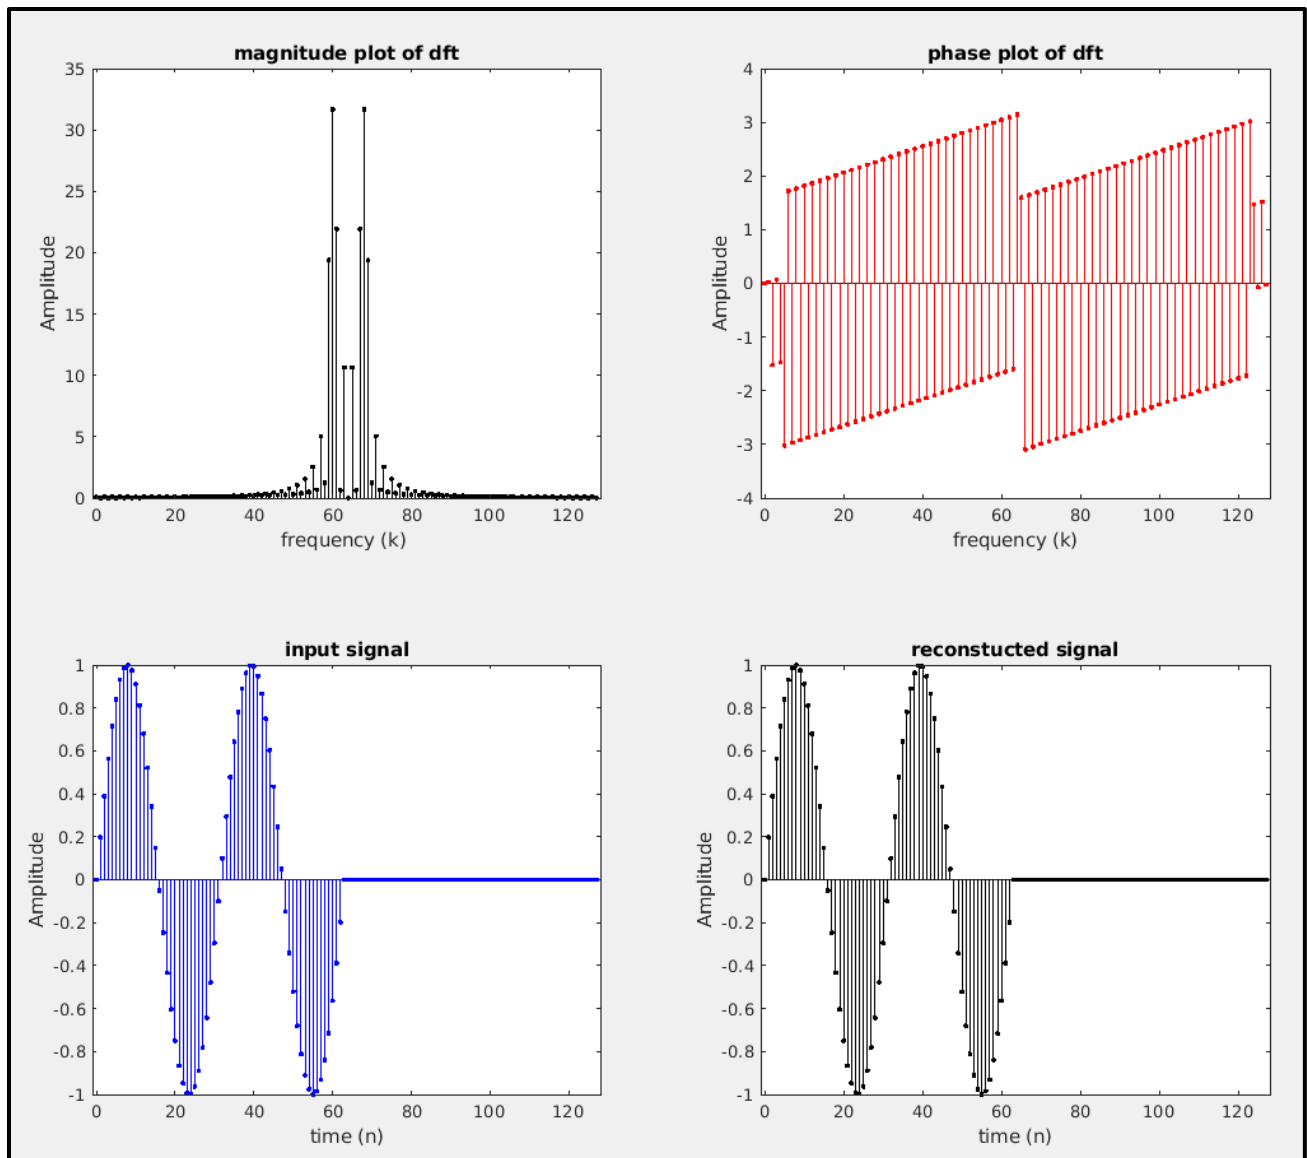 magnitude plot of dft
35
30
25
20
15
10
5
0
Amplitude
0 20 40 60 80 100 120
frequency (k)
phase plot of dft
4
3
2
1
0
-1
-2
-3
-4
Amplitude
0 20 40 60 80 100 120
frequency (k)
input signal
1
0.8
0.6
0.4
0.2
0
-0.2
-0.4
-0.6
-0.8
-1
Amplitude
0 20 40 60 80 100 120
time (n)
reconstucted signal
1
0.8
0.6
0.4
0.2
0
-0.2
-0.4
-0.6
-0.8
-1
Amplitude
0 20 40 60 80 100 120
time (n)